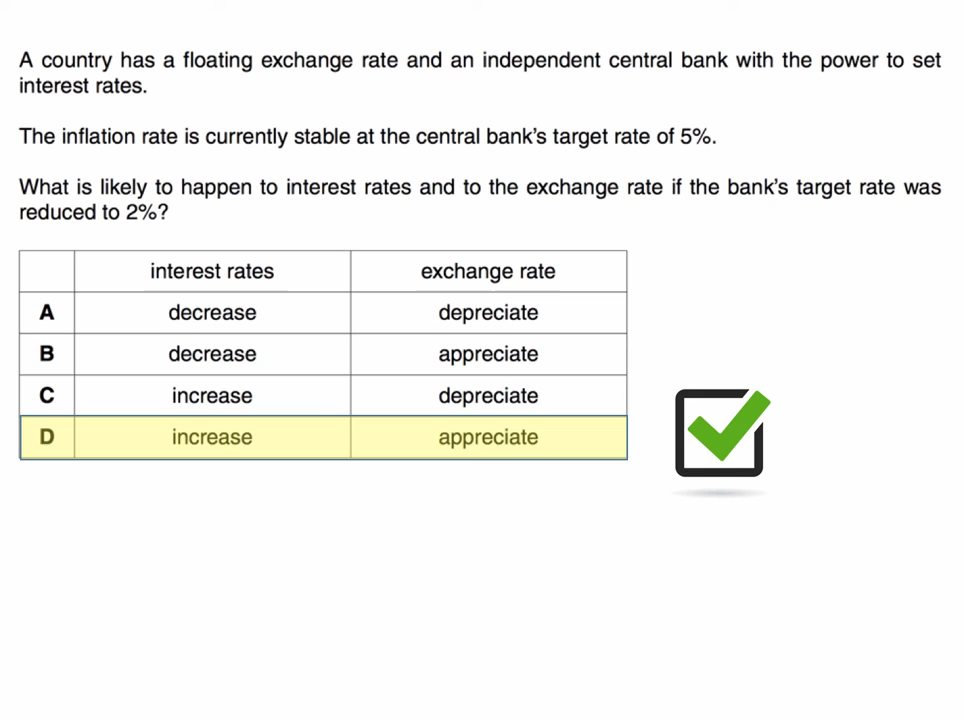 A country has a floating exchange rate and an independent central bank with the power to set
interest rates.
The inflation rate is currently stable at the central bank's target rate of 5%.
What is likely to happen to interest rates and to the exchange rate if the bank's target rate was
reduced to 2%?
interest rates exchange rate
A decrease depreciate
B decrease appreciate
C increase depreciate
D increase appreciate